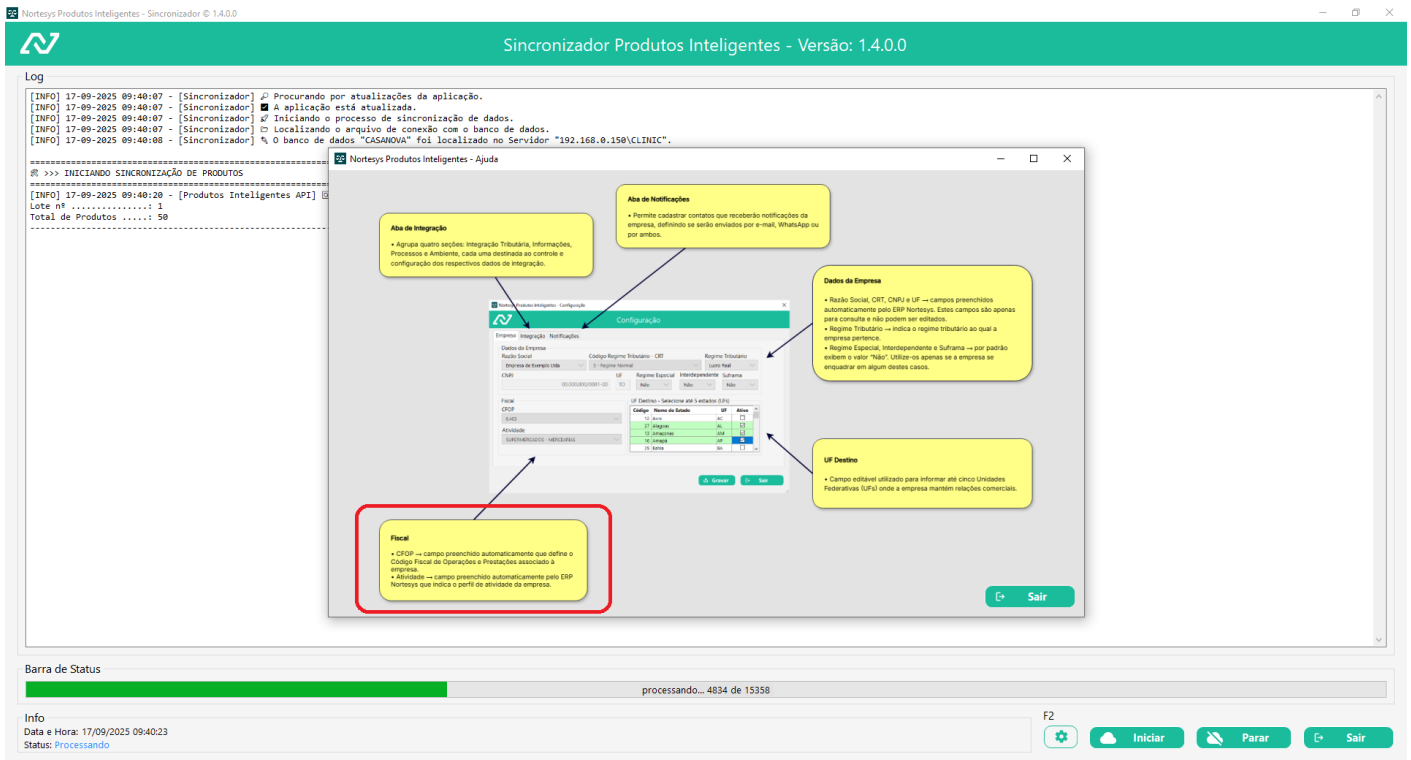 Nortesys Produtos Inteligentes - Sincronizador © 1.4.0.0
Sincronizador Produtos Inteligentes - Versão: 1.4.0.0
Log
[INFO] 17-09-2025 09:40:07 - [Sincronizador] Procurando por atualizações da aplicação.
[INFO] 17-09-2025 09:40:07 - [Sincronizador] A aplicação está atualizada.
[INFO] 17-09-2025 09:40:07 - [Sincronizador] Iniciando o processo de sincronização de dados.
[INFO] 17-09-2025 09:40:07 - [Sincronizador] Localizando o arquivo de conexão com o banco de dados.
[INFO] 17-09-2025 09:40:08 - [Sincronizador] O banco de dados "CASANOVA" foi localizado no Servidor "192.168.0.150\CLINIC".
>>> INICIANDO SINCRONIZAÇÃO DE PRODUTOS
[INFO] 17-09-2025 09:40:20 - [Produtos Inteligentes API]
Lote nº ...............: 1
Total de Produtos .....: 50
Nortesys Produtos Inteligentes - Ajuda
Aba de Integração
• Agrupa quatro seções: Integração Tributária, Informações,
Processos e Ambiente, cada uma destinada ao controle e
configuração dos respectivos dados de integração.
Aba de Notificações
• Permite cadastrar contatos que receberão notificações da
empresa, definindo se serão enviados por e-mail, WhatsApp ou
por ambos.
Dados da Empresa
• Razão Social, CRT, CNPJ e UF → campos preenchidos
automaticamente pelo ERP Nortesys. Estes campos são apenas
para consulta e não podem ser editados.
• Regime Tributário → indica o regime tributário ao qual a
empresa pertence.
• Regime Especial, Interdependente e Suframa → por padrão
exibem o valor "Não". Utilize-os apenas se a empresa se
enquadrar em algum destes casos.
Nortesys Produtos Inteligentes - Configuração
Configuração
Empresa Integração Notificações
Dados da Empresa
Razão Social Código Regime Tributário - CRT Regime Tributário
Empresa de Exemplo Ltda 3 - Regime Normal Lucro Real
CNPJ UF Regime Especial Interdependente Suframa
00.000.000/0001-00 RO Não Não Não
Fiscal UF Destino - Selecione até 5 estados (UFs)
CFOP Código Nome do Estado UF Ativo
12 Acre AC
27 Alagoas AL
Atividade 13 Amazonas AM
SUPERMERCADOS - MERCEARIAS 16 Amapá AP
29 Bahia BA
Gravar Sair
UF Destino
• Campo editável utilizado para informar até cinco Unidades
Federativas (UFs) onde a empresa mantém relações comerciais.
Fiscal
• CFOP → campo preenchido automaticamente que define o
Código Fiscal de Operações e Prestações associado à
empresa.
• Atividade → campo preenchido automaticamente pelo ERP
Nortesys que indica o perfil de atividade da empresa.
Sair
Barra de Status
processando... 4834 de 15358
Info
Data e Hora: 17/09/2025 09:40:23
Status: Processando
F2
Iniciar Parar Sair